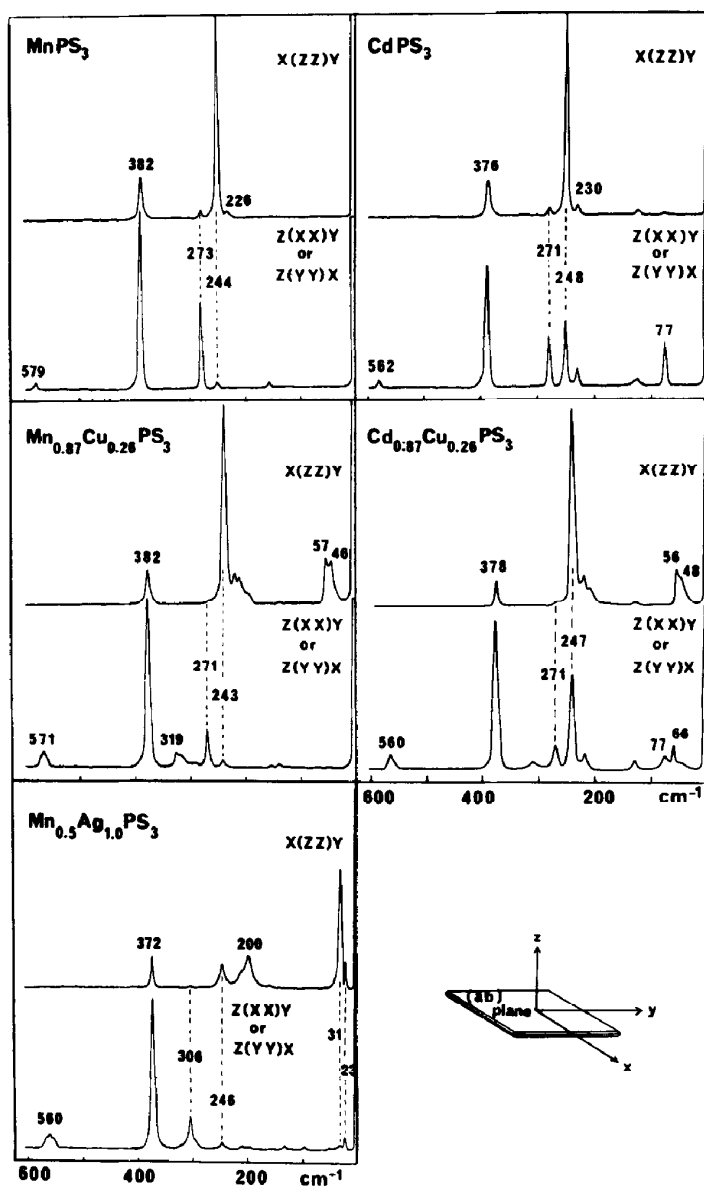 MnPS3
X(ZZ)Y
382
226
Z(XX)Y
or
Z(YY)X
273
244
579
CdPS3
X(ZZ)Y
376
230
Z(XX)Y
or
Z(YY)X
271
248
77
562
Mn0.87Cu0.26PS3
X(ZZ)Y
57
46
382
Z(XX)Y
or
Z(YY)X
271
243
571
319
Cd0.87Cu0.26PS3
X(ZZ)Y
56
48
378
Z(XX)Y
or
Z(YY)X
247
271
560
77
66
600
400
200
cm-1
Mn0.5Ag1.0PS3
X(ZZ)Y
372
200
Z(XX)Y
or
Z(YY)X
31
306
246
560
600
400
200
cm-1
z
(ab)
plane
y
x